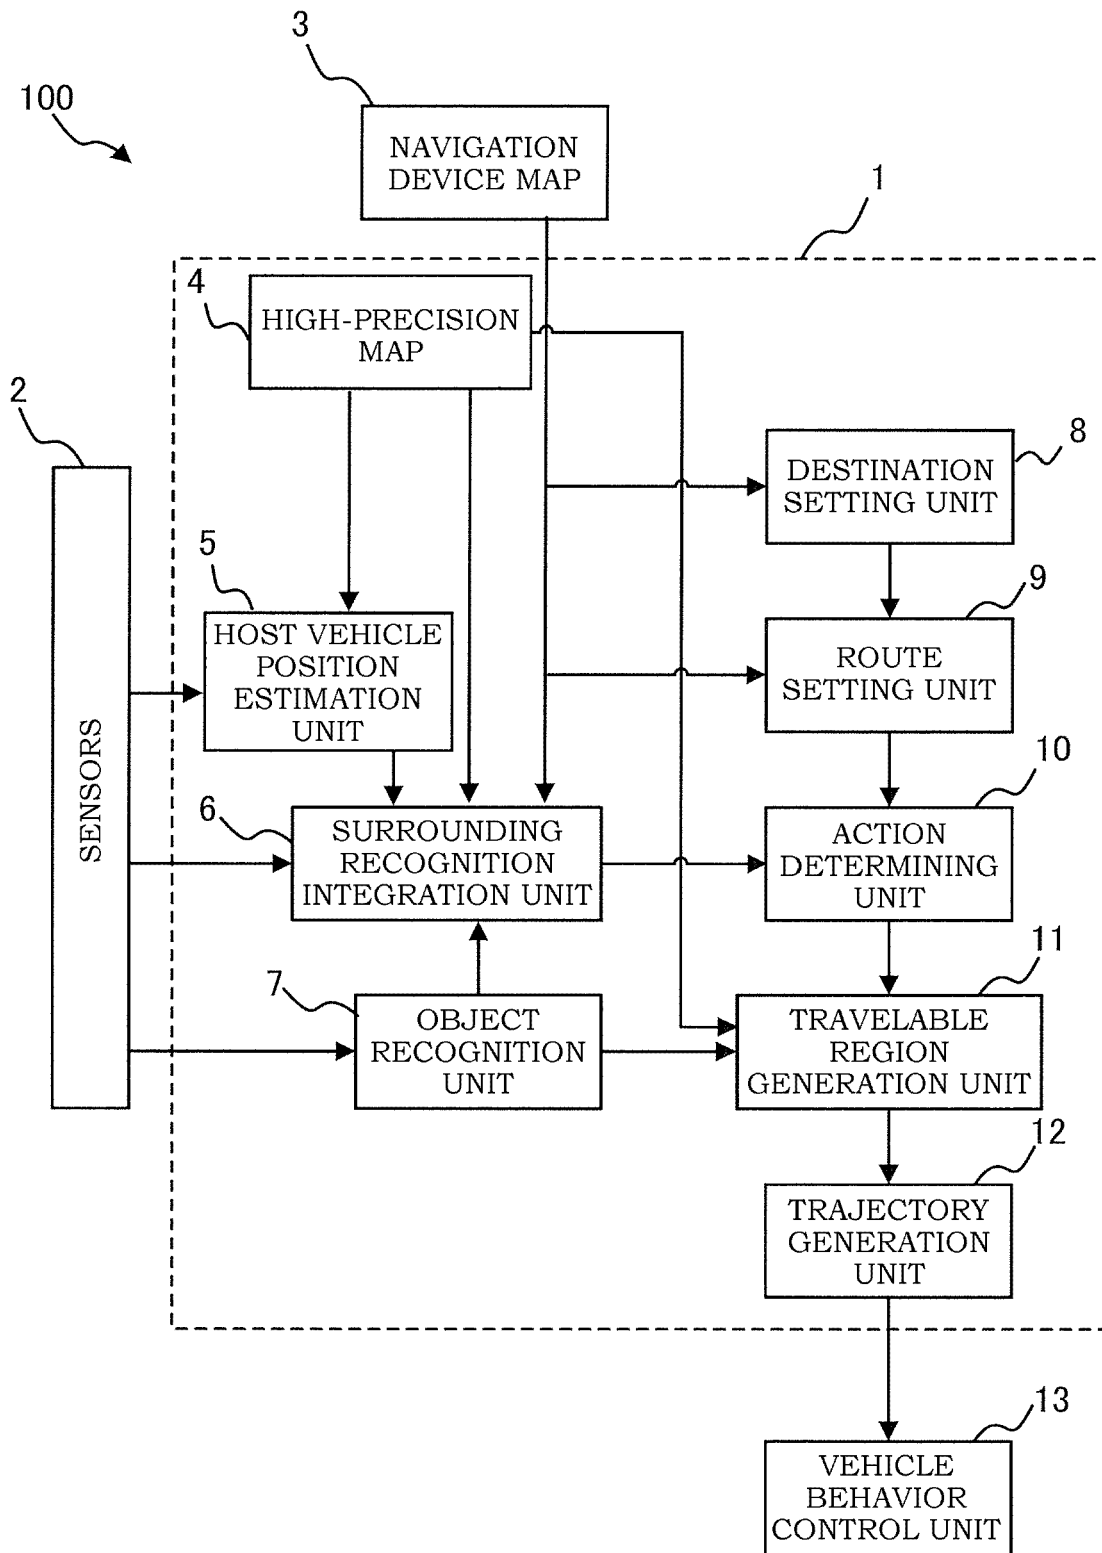 3
100
NAVIGATION
DEVICE MAP
1
4
HIGH-PRECISION
MAP
2
SENSORS
8
DESTINATION
SETTING UNIT
5
HOST VEHICLE
POSITION
ESTIMATION
UNIT
9
ROUTE
SETTING UNIT
6
SURROUNDING
RECOGNITION
INTEGRATION UNIT
10
ACTION
DETERMINING
UNIT
7
OBJECT
RECOGNITION
UNIT
11
TRAVELABLE
REGION
GENERATION UNIT
12
TRAJECTORY
GENERATION
UNIT
13
VEHICLE
BEHAVIOR
CONTROL UNIT